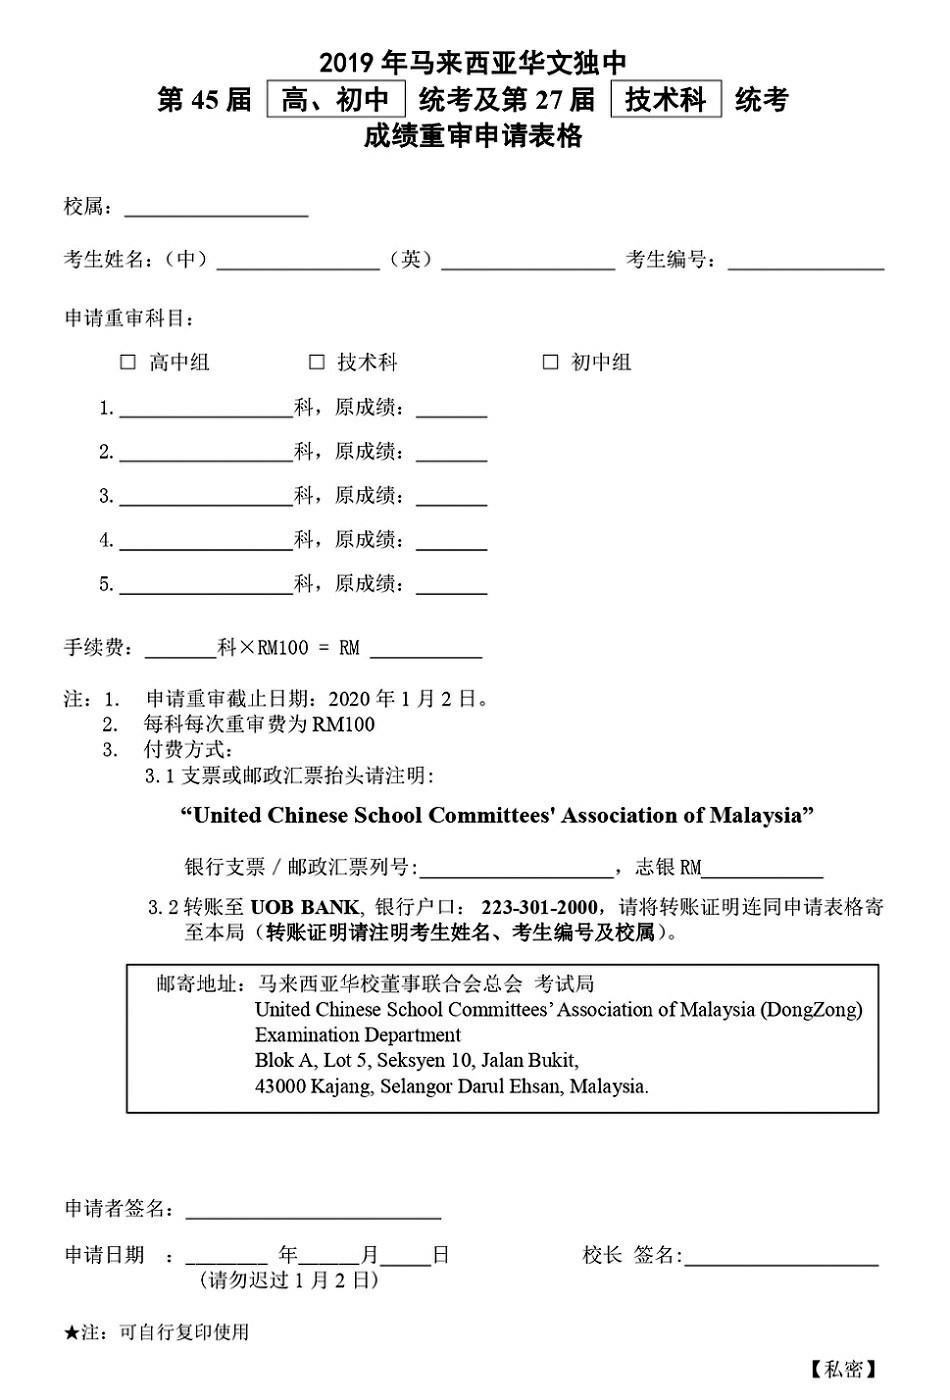 2019 年马来西亚华文独中
第 45 届 高、初中 统考及第 27 届 技术科 统考
成绩重审申请表格
校属：__________________
考生姓名：（中）________________（英）_________________ 考生编号：_______________
申请重审科目：
□ 高中组 □ 技术科 □ 初中组
1. _________________科，原成绩：_______
2. _________________科，原成绩：_______
3. _________________科，原成绩：_______
4. _________________科，原成绩：_______
5. _________________科，原成绩：_______
手续费：_______科×RM100 = RM ___________
注：1. 申请重审截止日期：2020 年 1 月 2 日。
2. 每科每次重审费为 RM100
3. 付费方式：
3.1 支票或邮政汇票抬头请注明:
“United Chinese School Committees' Association of Malaysia”
银行支票 / 邮政汇票列号:___________________，志银 RM____________
3.2 转账至 UOB BANK, 银行户口： 223-301-2000，请将转账证明连同申请表格寄
至本局（转账证明请注明考生姓名、考生编号及校属）。
邮寄地址：马来西亚华校董事联合会总会 考试局
United Chinese School Committees’ Association of Malaysia (DongZong)
Examination Department
Blok A, Lot 5, Seksyen 10, Jalan Bukit,
43000 Kajang, Selangor Darul Ehsan, Malaysia.
申请者签名：_________________________
申请日期 ：________ 年______月_____日 校长 签名:___________________
(请勿迟过 1 月 2 日)
★注：可自行复印使用
【私密】